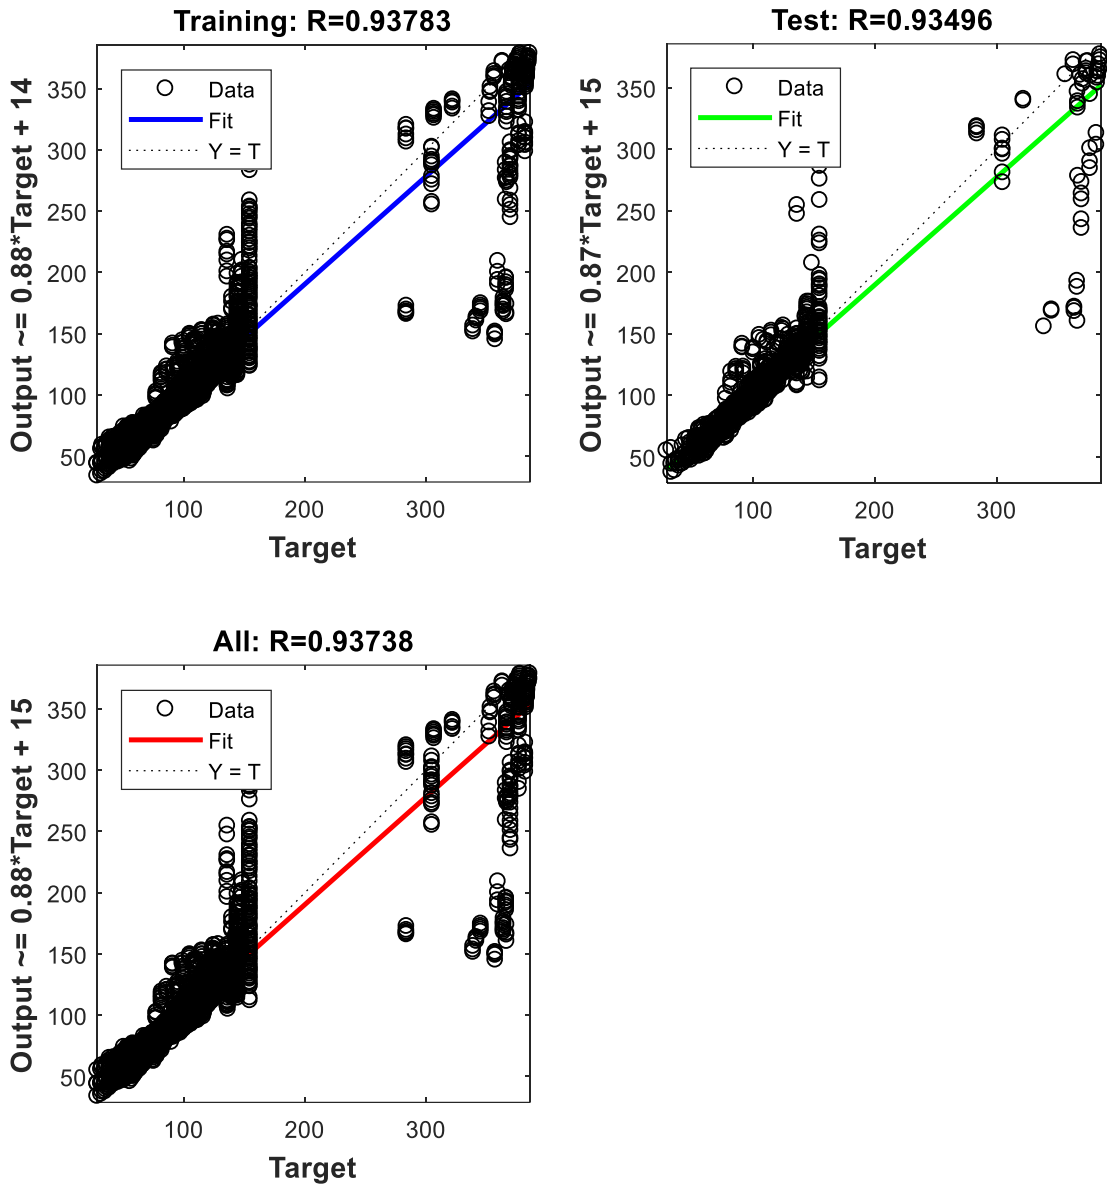 Training: R=0.93783
Output ~= 0.88*Target + 14
350
300
250
200
150
100
50
Data
Fit
Y = T
100
200
300
Target
Test: R=0.93496
Output ~= 0.87*Target + 15
350
300
250
200
150
100
50
Data
Fit
Y = T
100
200
300
Target
All: R=0.93738
Output ~= 0.88*Target + 15
350
300
250
200
150
100
50
Data
Fit
Y = T
100
200
300
Target